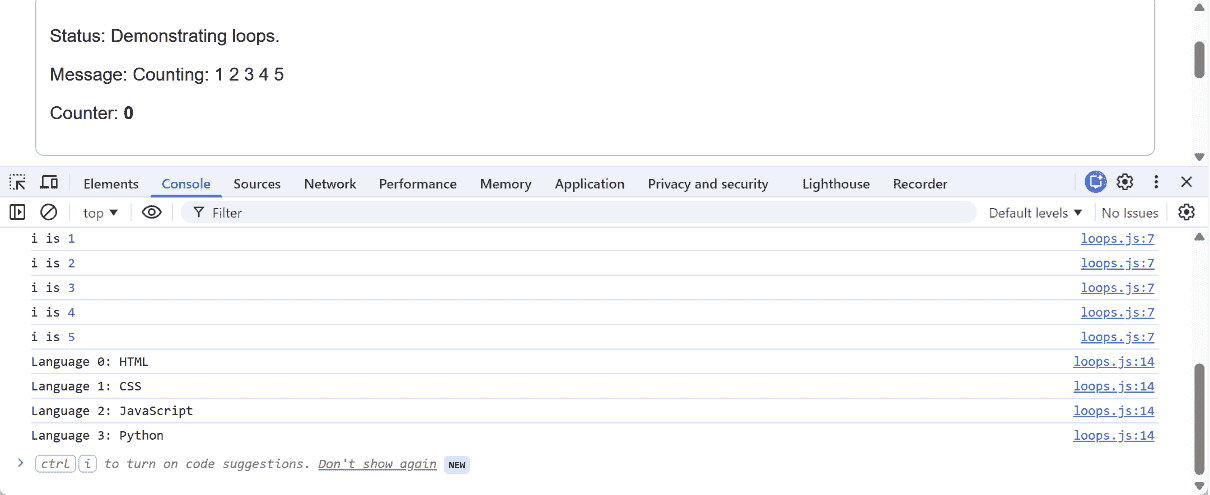 Status: Demonstrating loops.
Message: Counting: 1 2 3 4 5
Counter: 0
Elements Console Sources Network Performance Memory Application Privacy and security Lighthouse Recorder
top Filter Default levels No Issues
i is 1 loops.js:7
i is 2 loops.js:7
i is 3 loops.js:7
i is 4 loops.js:7
i is 5 loops.js:7
Language 0: HTML loops.js:14
Language 1: CSS loops.js:14
Language 2: JavaScript loops.js:14
Language 3: Python loops.js:14
ctrl i to turn on code suggestions. Don't show again NEW